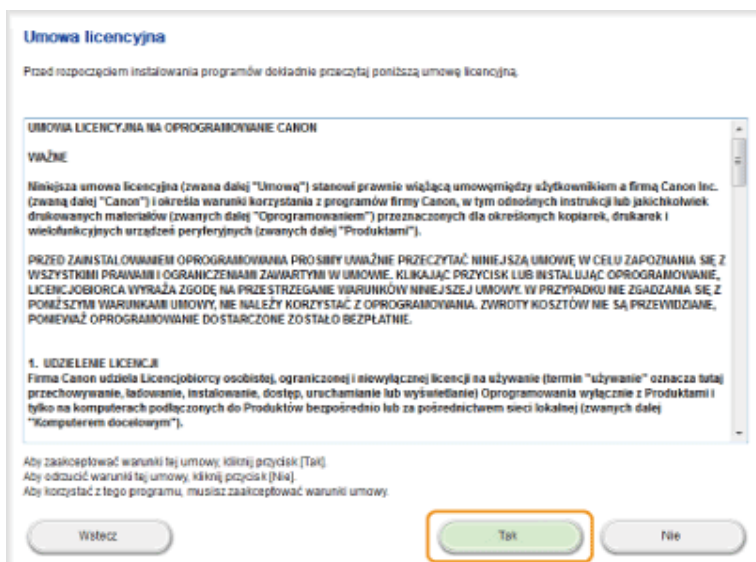 Umowa licencyjna
Przed rozpoczęciem instalowania programów dokładnie przeczytaj poniższą umowę licencyjną.
UMOWA LICENCYJNA NA OPROGRAMOWANIE CANON
WAŻNE
Niniejsza umowa licencyjna (zwana dalej "Umową") stanowi prawnie wiążącą umowęmiędzy użytkownikiem a firmą Canon Inc.
(zwaną dalej "Canon") i określa warunki korzystania z programów firmy Canon, w tym odnośnych instrukcji lub jakichkolwiek
drukowanych materiałów (zwanych dalej "Oprogramowaniem") przeznaczonych dla określonych kopiarek, drukarek i
wielofunkcyjnych urządzeń peryferyjnych (zwanych dalej "Produktami").
PRZED ZAINSTALOWANIEM OPROGRAMOWANIA PROSIMY UWAŻNIE PRZECZYTAĆ NINIEJSZĄ UMOWĘ W CELU ZAPOZNANIA SIĘ Z
WSZYSTKIMI PRAWAMI I OGRANICZENIAMI ZAWARTYMI W UMOWIE. KLIKAJĄC PRZYCISK LUB INSTALUJĄC OPROGRAMOWANIE,
LICENCJOBIORCA WYRAŻA ZGODĘ NA PRZESTRZEGANIE WARUNKÓW NINIEJSZEJ UMOWY. W PRZYPADKU NIE ZGADZANIA SIĘ Z
PONIŻSZYMI WARUNKAMI UMOWY, NIE NALEŻY KORZYSTAĆ Z OPROGRAMOWANIA. ZWROTY KOSZTÓW NIE SĄ PRZEWIDZIANE,
PONIEWAŻ OPROGRAMOWANIE DOSTARCZONE ZOSTAŁO BEZPŁATNIE.
1. UDZIELENIE LICENCJI
Firma Canon udziela Licencjobiorcy osobistej, ograniczonej i niewyłącznej licencji na używanie (termin "używanie" oznacza tutaj
przechowywanie, ładowanie, instalowanie, dostęp, uruchamianie lub wyświetlanie) Oprogramowania wyłącznie z Produktami i
tylko na komputerach podłączonych do Produktów bezpośrednio lub za pośrednictwem sieci lokalnej (zwanych dalej
"Komputerem docelowym").
Aby zaakceptować warunki tej umowy, kliknij przycisk [Tak].
Aby odrzucić warunki tej umowy, kliknij przycisk [Nie].
Aby korzystać z tego programu, musisz zaakceptować warunki umowy.
Wstecz Tak Nie